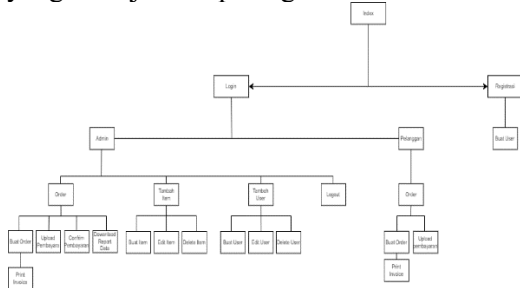 Index
Login
Registrasi
Admin
Pelanggan
Buat User
Order
Tambah
Item
Tambah
User
Logout
Order
Buat Order
Upload
Pembayaran
Confirm
Pembayaran
Download
Report
Data
Buat Item
Edit Item
Delete Item
Buat User
Edit User
Delete User
Buat Order
Upload
pembayaran
Print
Invoice
Print
Invoice